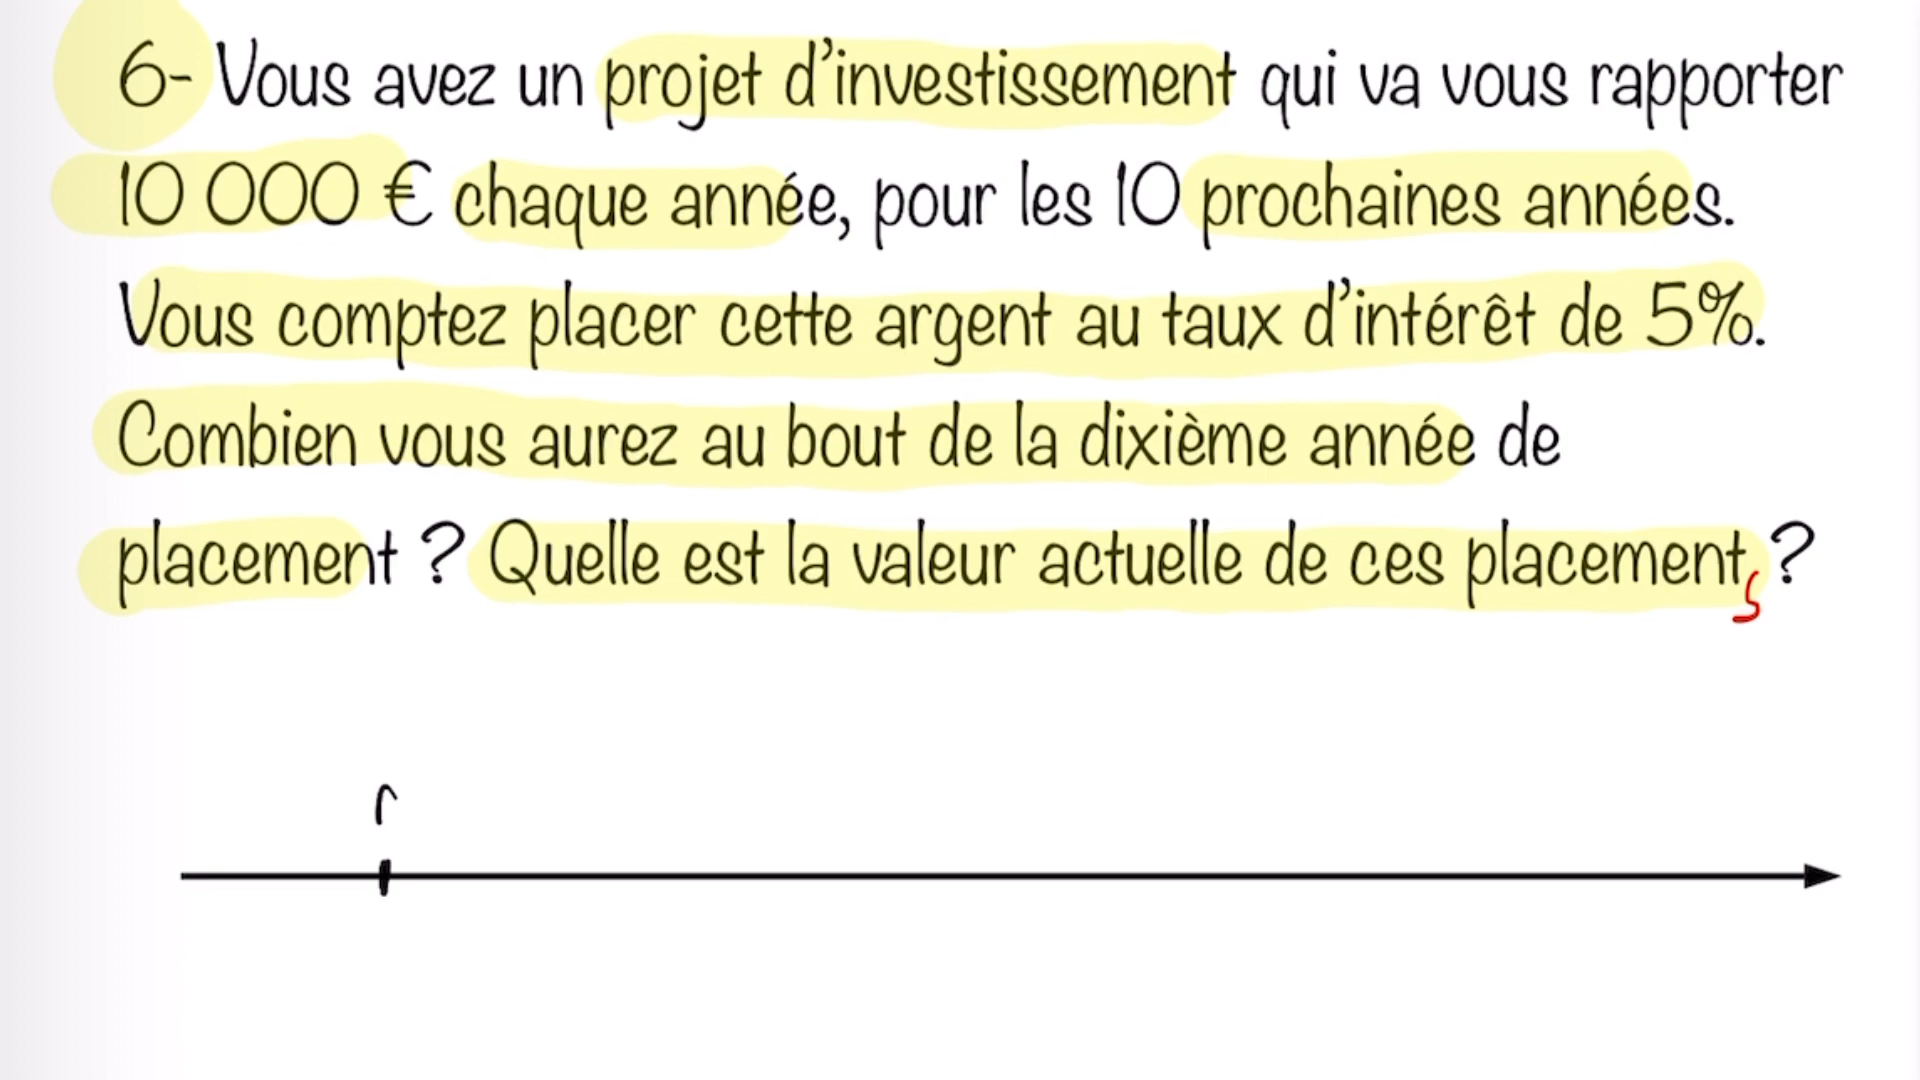 6- Vous avez un projet d'investissement qui va vous rapporter
10 000 € chaque année, pour les 10 prochaines années.
Vous comptez placer cette argent au taux d'intérêt de 5%.
Combien vous aurez au bout de la dixième année de
placement ? Quelle est la valeur actuelle de ces placements ?